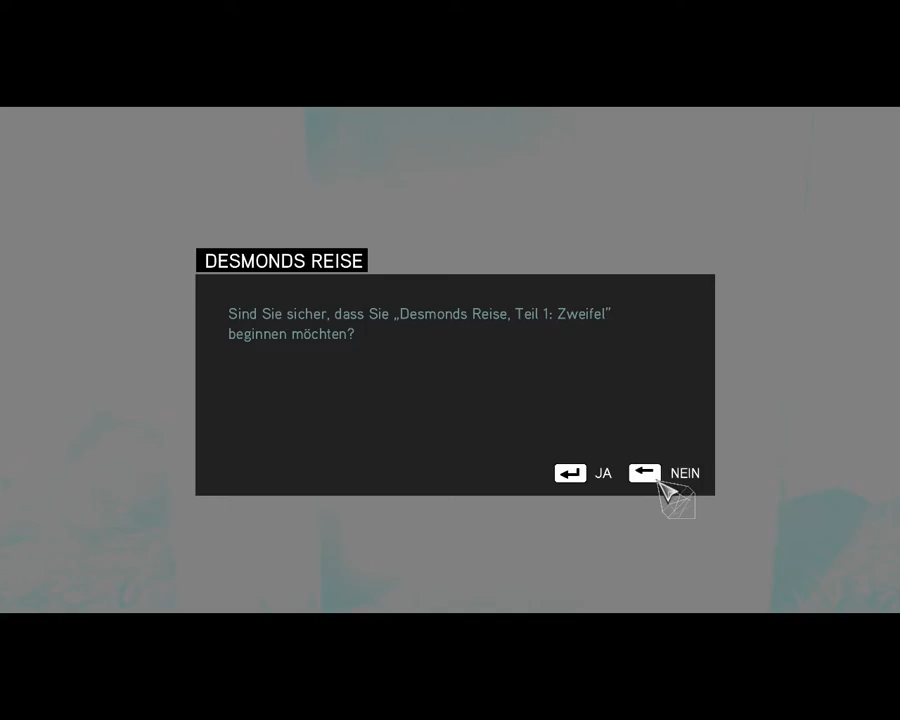 DESMONDS REISE
Sind Sie sicher, dass Sie „Desmonds Reise, Teil 1: Zweifel”
beginnen möchten?
JA NEIN